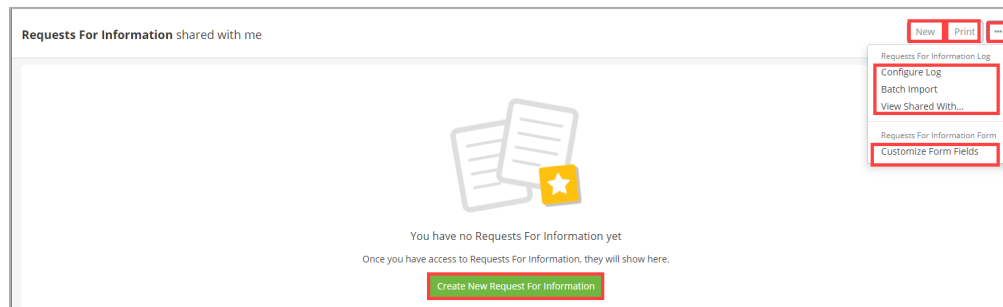 Requests For Information shared with me
New Print ...
Requests For Information Log
Configure Log
Batch Import
View Shared With...
Requests For Information Form
Customize Form Fields
You have no Requests For Information yet
Once you have access to Requests For Information, they will show here.
Create New Request For Information